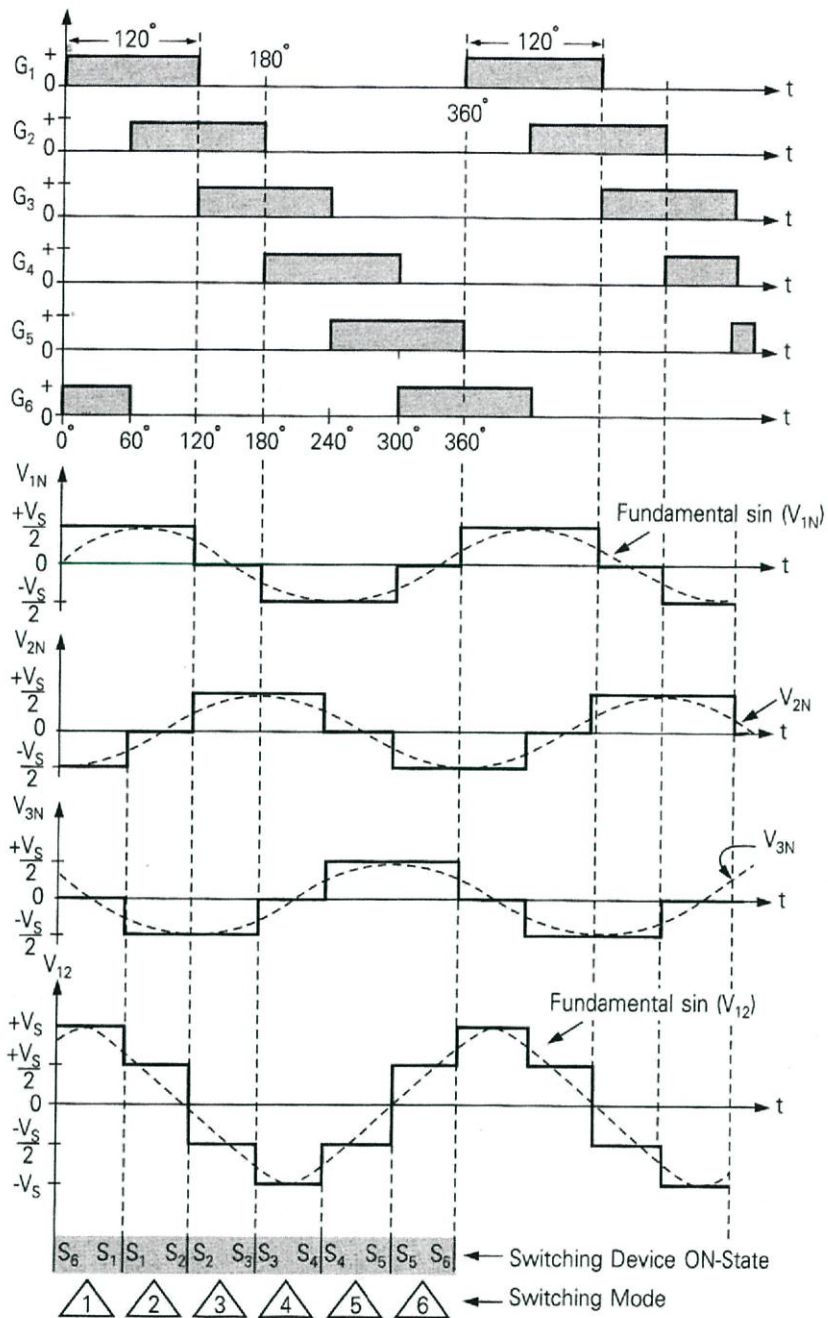 120° 120°
180°
G1 + 0 t
360°
G2 + 0 t
G3 + 0 t
G4 + 0 t
G5 + 0 t
G6 + 0 t
0° 60° 120° 180° 240° 300° 360°
V1N
+VS/2 Fundamental sin (V1N)
0 t
-VS/2
V2N
+VS/2 V2N
0 t
-VS/2
V3N
+VS/2 V3N
0 t
-VS/2
V12
Fundamental sin (V12)
+VS
+VS/2
0 t
-VS/2
-VS
S6 S1 S1 S2 S2 S3 S3 S4 S4 S5 S5 S6 Switching Device ON-State
1 2 3 4 5 6 Switching Mode